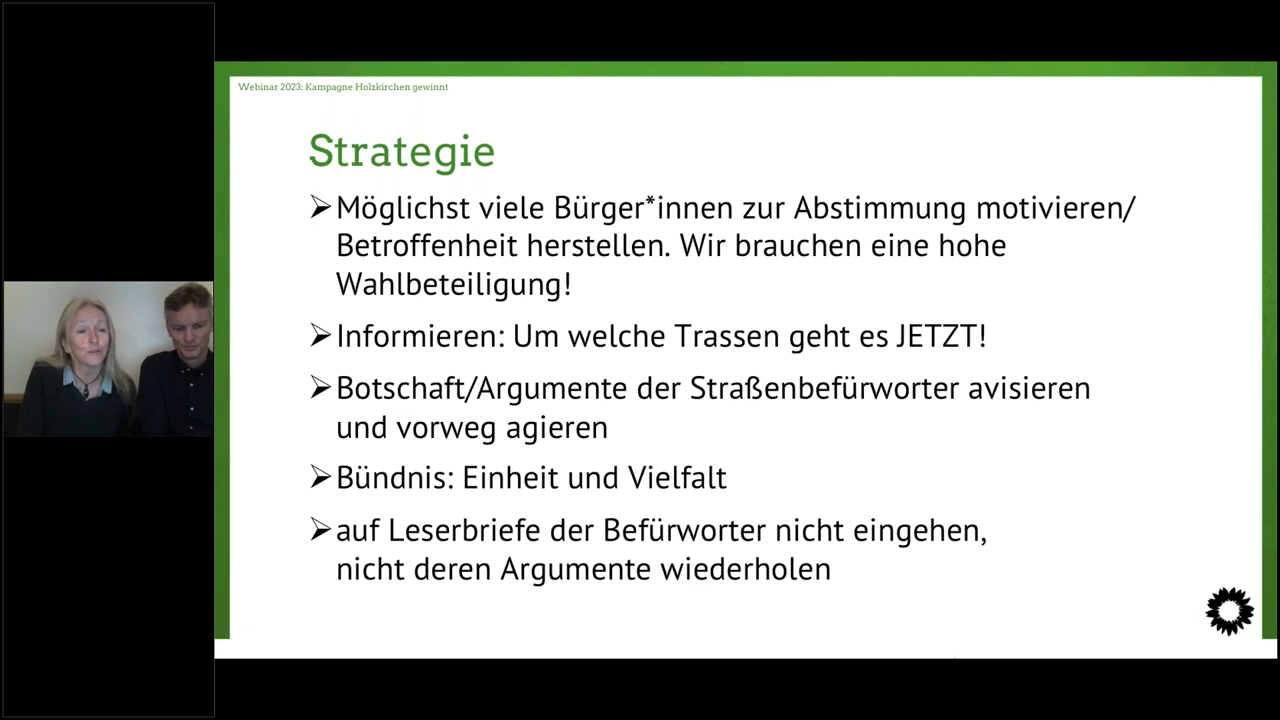 Webinar 2023: Kampagne Holzkirchen gewinnt
Strategie
➢Möglichst viele Bürger*innen zur Abstimmung motivieren/
Betroffenheit herstellen. Wir brauchen eine hohe
Wahlbeteiligung!
➢Informieren: Um welche Trassen geht es JETZT!
➢Botschaft/Argumente der Straßenbefürworter avisieren
und vorweg agieren
➢Bündnis: Einheit und Vielfalt
➢auf Leserbriefe der Befürworter nicht eingehen,
nicht deren Argumente wiederholen